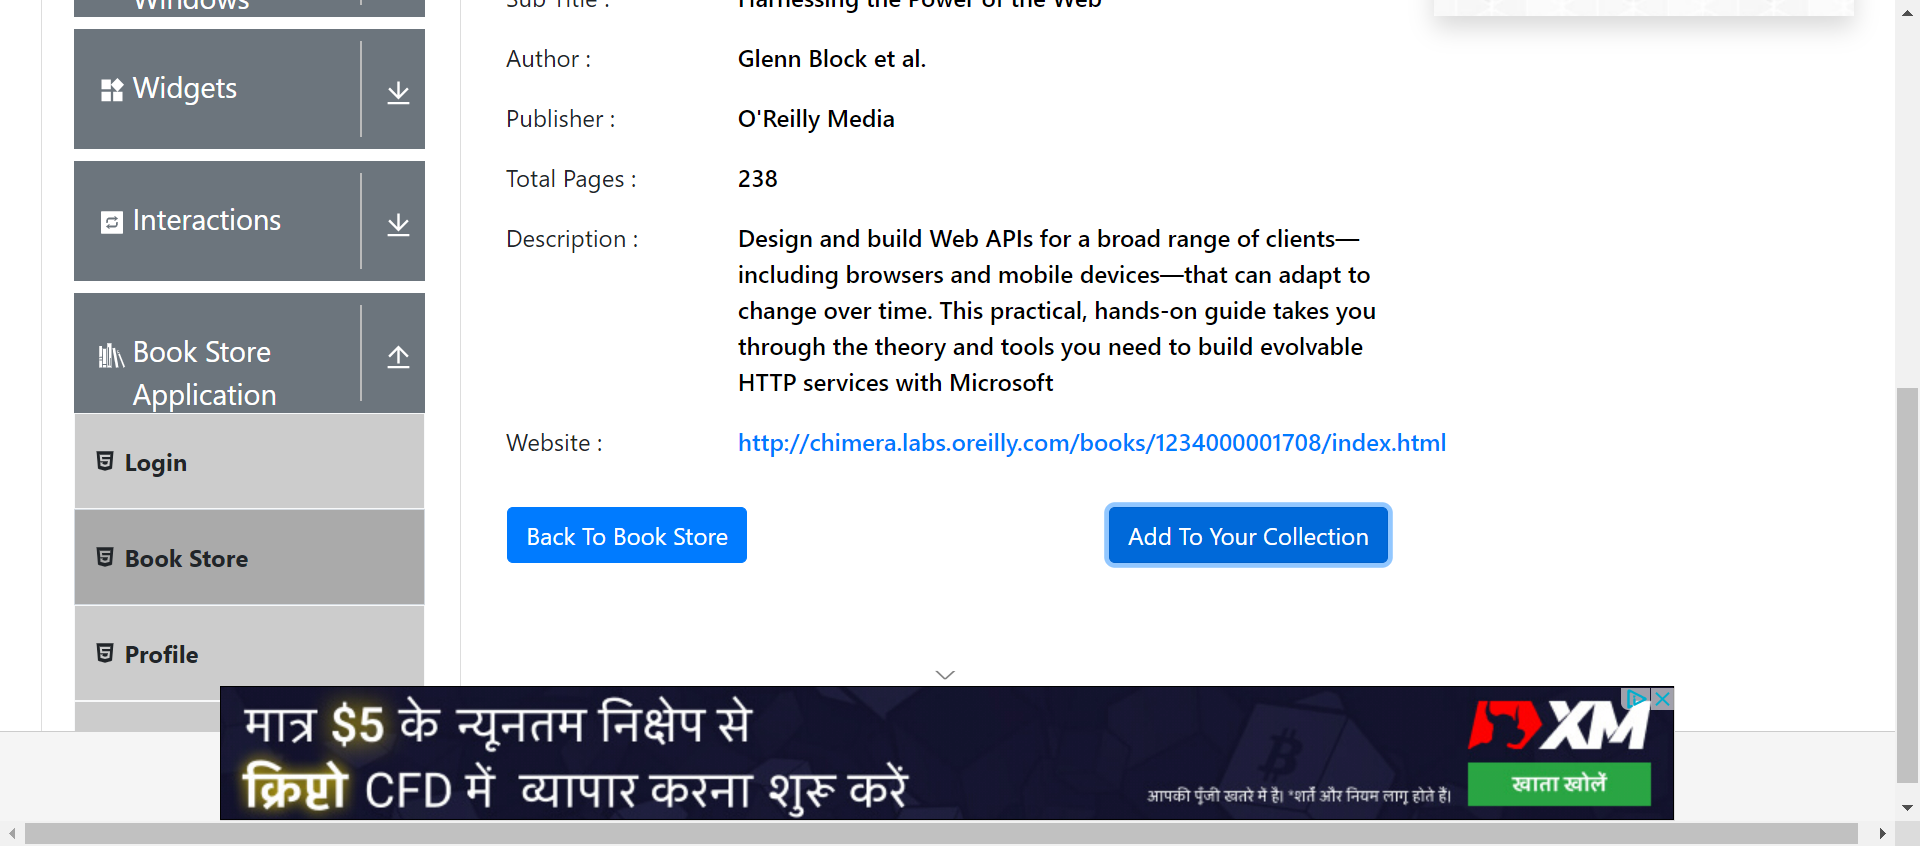 Windows
Widgets
Interactions
Book Store
Application
Login
Book Store
Profile
Sub Title :
Harnessing the Power of the Web
Author :
Glenn Block et al.
Publisher :
O'Reilly Media
Total Pages :
238
Description :
Design and build Web APIs for a broad range of clients—
including browsers and mobile devices—that can adapt to
change over time. This practical, hands-on guide takes you
through the theory and tools you need to build evolvable
HTTP services with Microsoft
Website :
http://chimera.labs.oreilly.com/books/1234000001708/index.html
Back To Book Store
Add To Your Collection
मात्र $5 के न्यूनतम निक्षेप से
क्रिप्टो CFD में व्यापार करना शुरू करें
आपकी पूँजी खतरे में है। *शर्तें और नियम लागू होते हैं।
XM
खाता खोलें